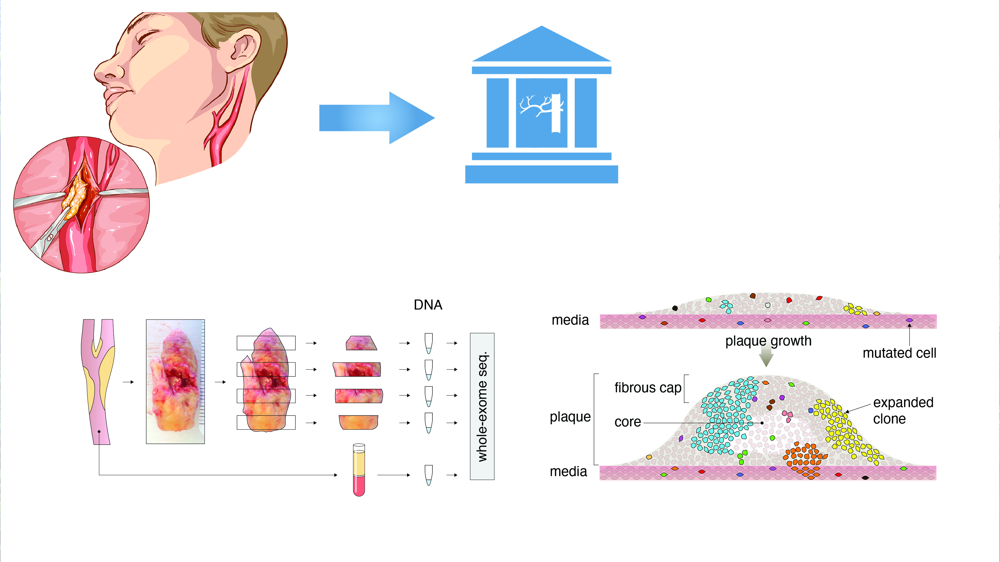 DNA
whole-exome seq.
media
plaque growth
mutated cell
fibrous cap
plaque
core
expanded
clone
media